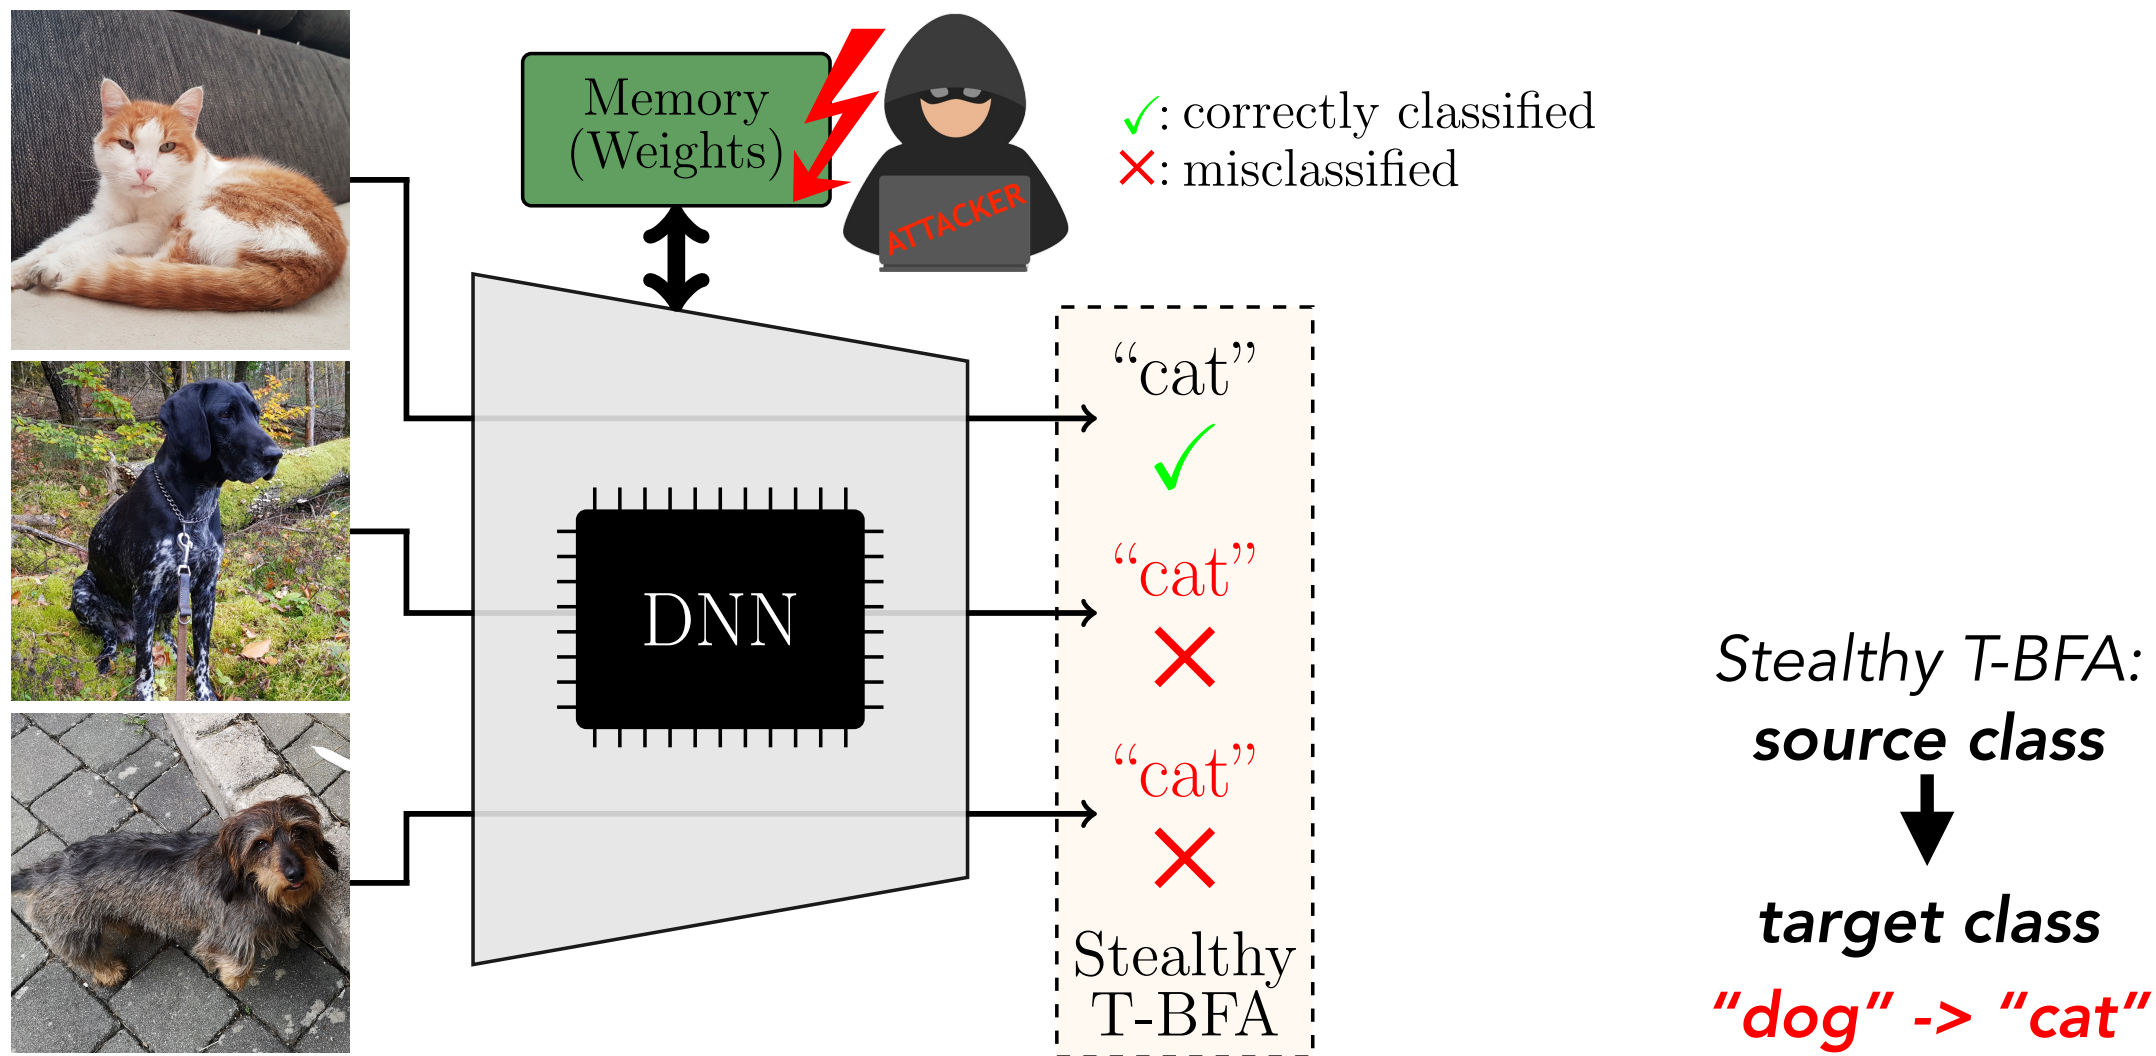 Memory
(Weights)
ATTACKER
✓: correctly classified
✕: misclassified
“cat”
✓
DNN
“cat”
✕
“cat”
✕
Stealthy
T-BFA
Stealthy T-BFA:
source class
target class
“dog” -> “cat”